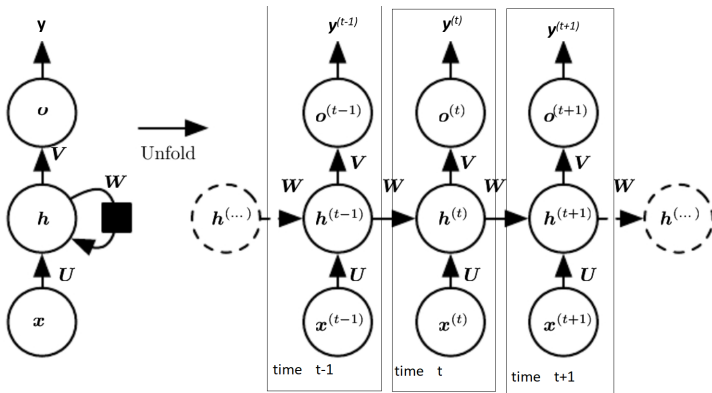 y y^(t-1) y^(t) y^(t+1)
o o^(t−1) o^(t) o^(t+1)
Unfold
V V V V
W W W W W
h h^(...) h^(t−1) h^(t) h^(t+1) h^(...)
U U U U
x x^(t−1) x^(t) x^(t+1)
time t-1 time t time t+1